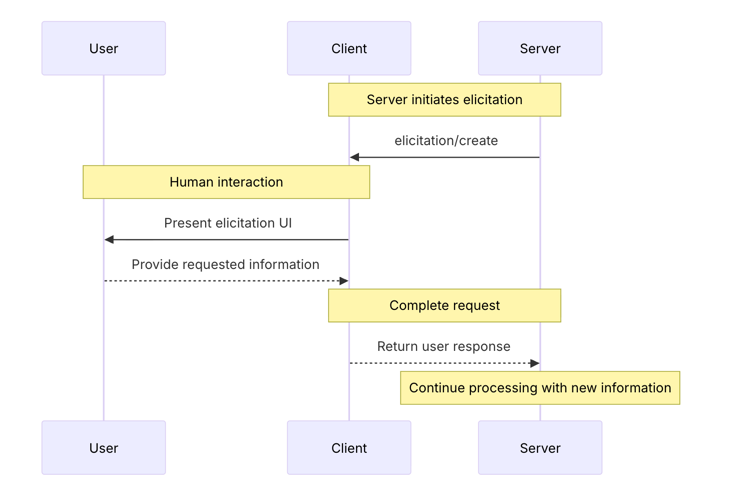 User
Client
Server
Server initiates elicitation
elicitation/create
Human interaction
Present elicitation UI
Provide requested information
Complete request
Return user response
Continue processing with new information
User
Client
Server